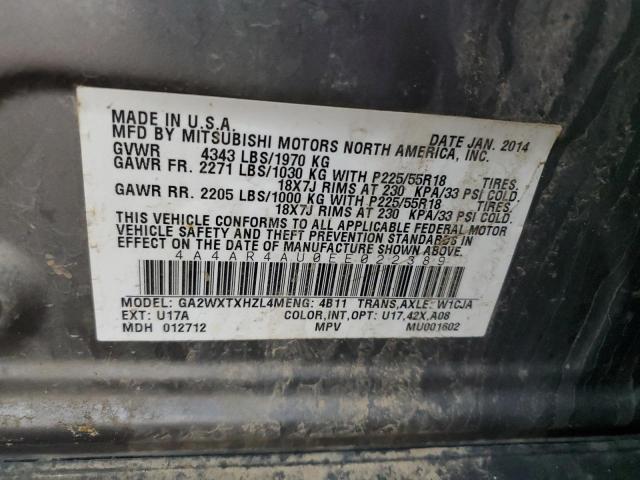 MADE IN U.S.A. DATE JAN. 2014
MFD BY MITSUBISHI MOTORS NORTH AMERICA, INC.
GVWR 4343 LBS/1970 KG
GAWR FR. 2271 LBS/1030 KG WITH P225/55R18 TIRES,
18X7J RIMS AT 230 KPA/33 PSI COLD.
GAWR RR. 2205 LBS/1000 KG WITH P225/55R18 TIRES,
18X7J RIMS AT 230 KPA/33 PSI COLD.
THIS VEHICLE CONFORMS TO ALL APPLICABLE FEDERAL MOTOR
VEHICLE SAFETY AND THEFT PREVENTION STANDARDS IN
EFFECT ON THE DATE OF MANUFACTURE SHOWN ABOVE.
4A4AR4AU0EE022389
MODEL: GA2WXTXHZL4M ENG: 4B11 TRANS,AXLE: W1CJA
EXT: U17A COLOR,INT,OPT: U17,42X,A08
MDH 012712 MPV MU001602